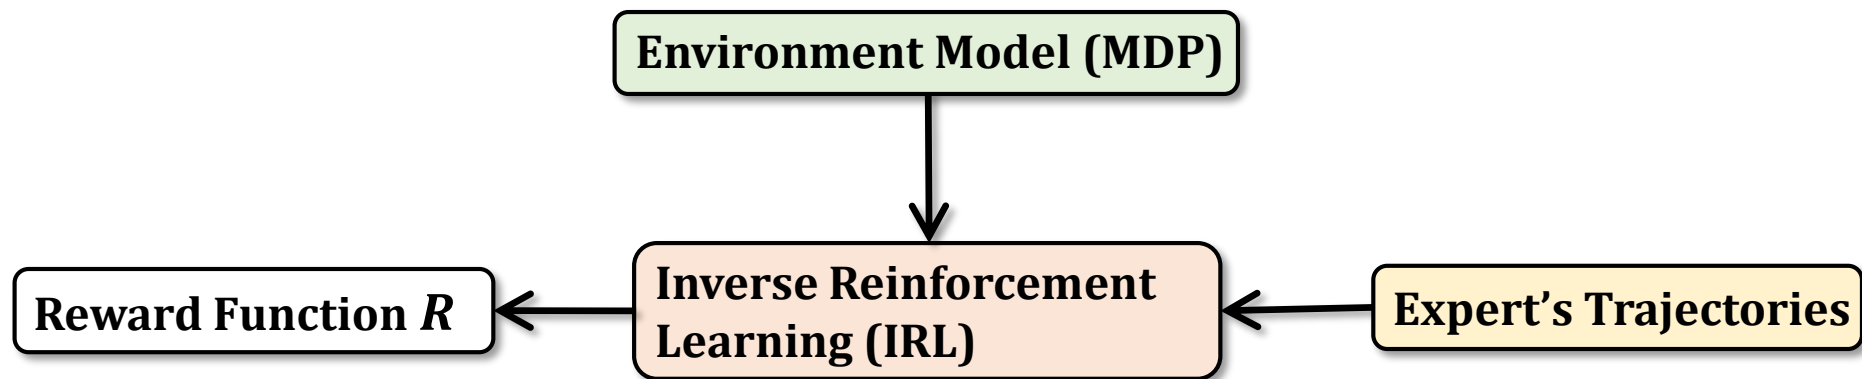 Environment Model (MDP)
Reward Function R
Inverse Reinforcement
Learning (IRL)
Expert’s Trajectories